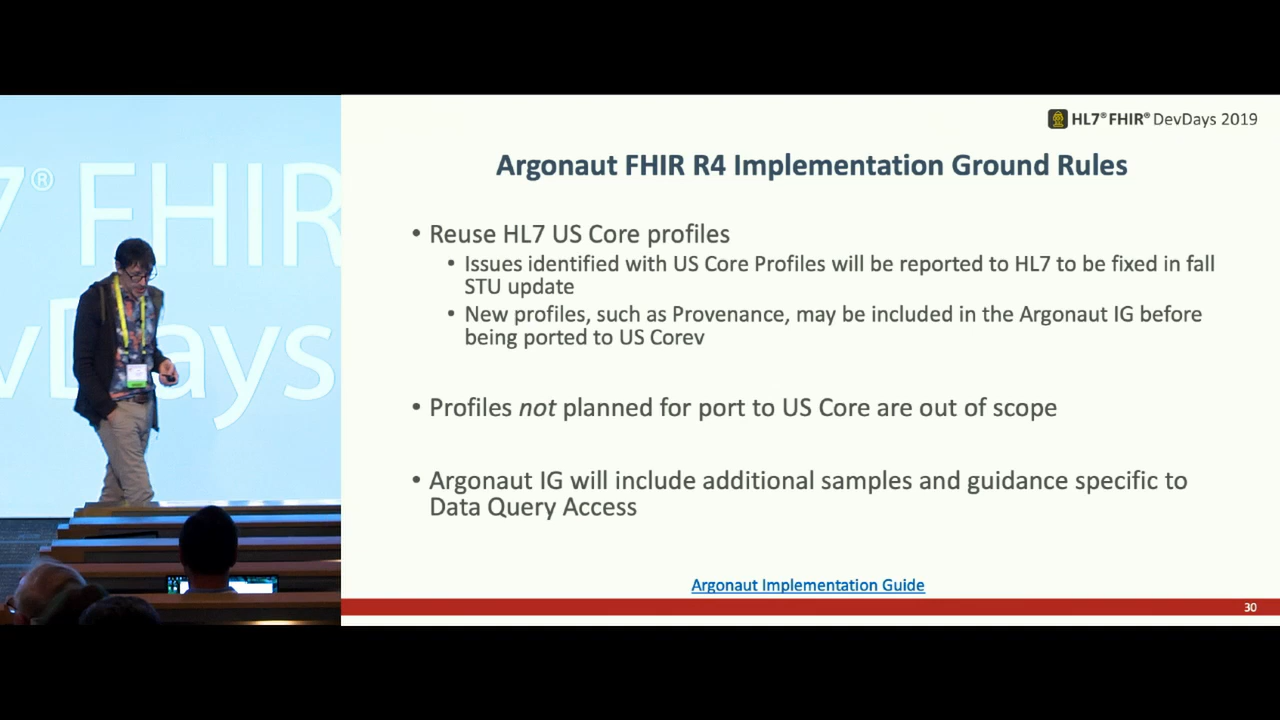 HL7® FHIR® DevDays 2019
Argonaut FHIR R4 Implementation Ground Rules
• Reuse HL7 US Core profiles
• Issues identified with US Core Profiles will be reported to HL7 to be fixed in fall
STU update
• New profiles, such as Provenance, may be included in the Argonaut IG before
being ported to US Corev
• Profiles not planned for port to US Core are out of scope
• Argonaut IG will include additional samples and guidance specific to
Data Query Access
Argonaut Implementation Guide
30
7® FHIR
vDays